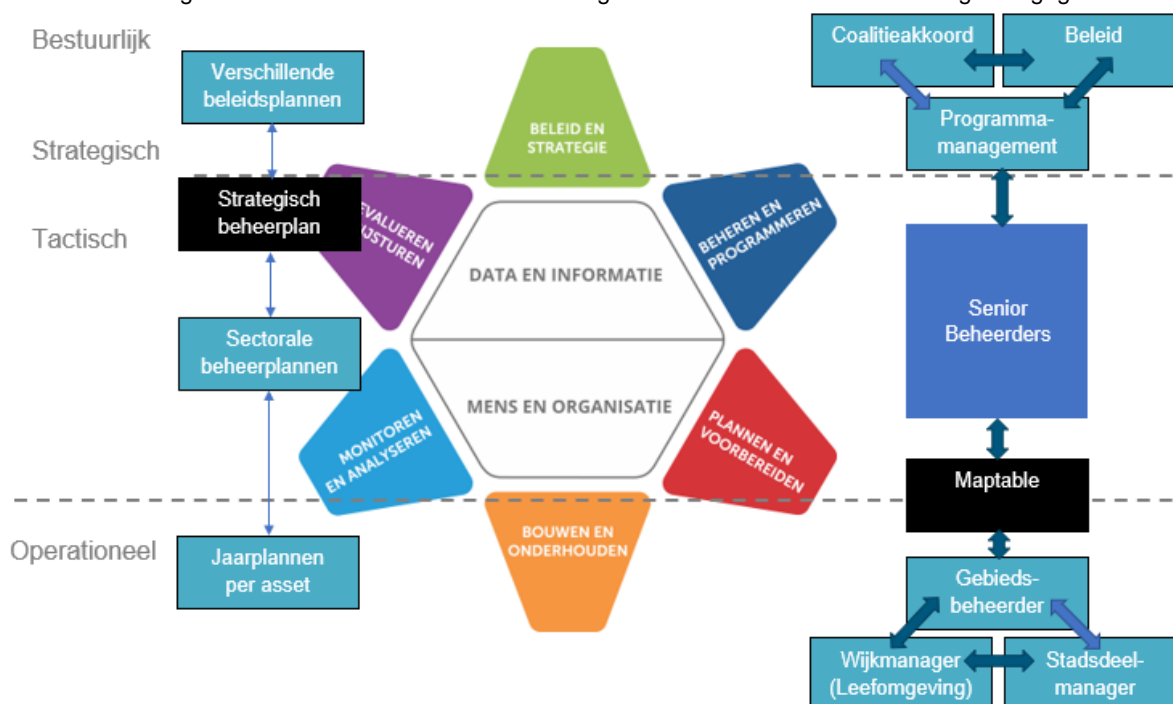 Bestuurlijk
Strategisch
Tactisch
Operationeel
Verschillende
beleidsplannen
Strategisch
beheerplan
Sectorale
beheerplannen
Jaarplannen
per asset
BELEID EN
STRATEGIE
BEHEREN EN
PROGRAMMEREN
PLANNEN EN
VOORBEREIDEN
BOUWEN EN
ONDERHOUDEN
MONITOREN
EN ANALYSEREN
EVALUEREN
IJSTUREN
DATA EN INFORMATIE
MENS EN ORGANISATIE
Coalitieakkoord
Beleid
Programma-
management
Senior
Beheerders
Maptable
Gebieds-
beheerder
Wijkmanager
(Leefomgeving)
Stadsdeel-
manager